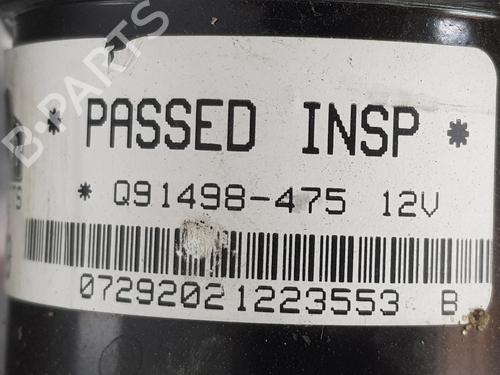 * PASSED INSP *
* Q91498-475 12V
07292021223553 B
B-PARTS